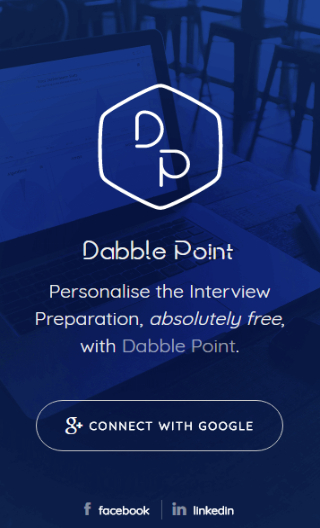 DP
Dabble Point
Personalise the Interview
Preparation, absolutely free,
with Dabble Point.
g+ CONNECT WITH GOOGLE
f facebook in linkedin